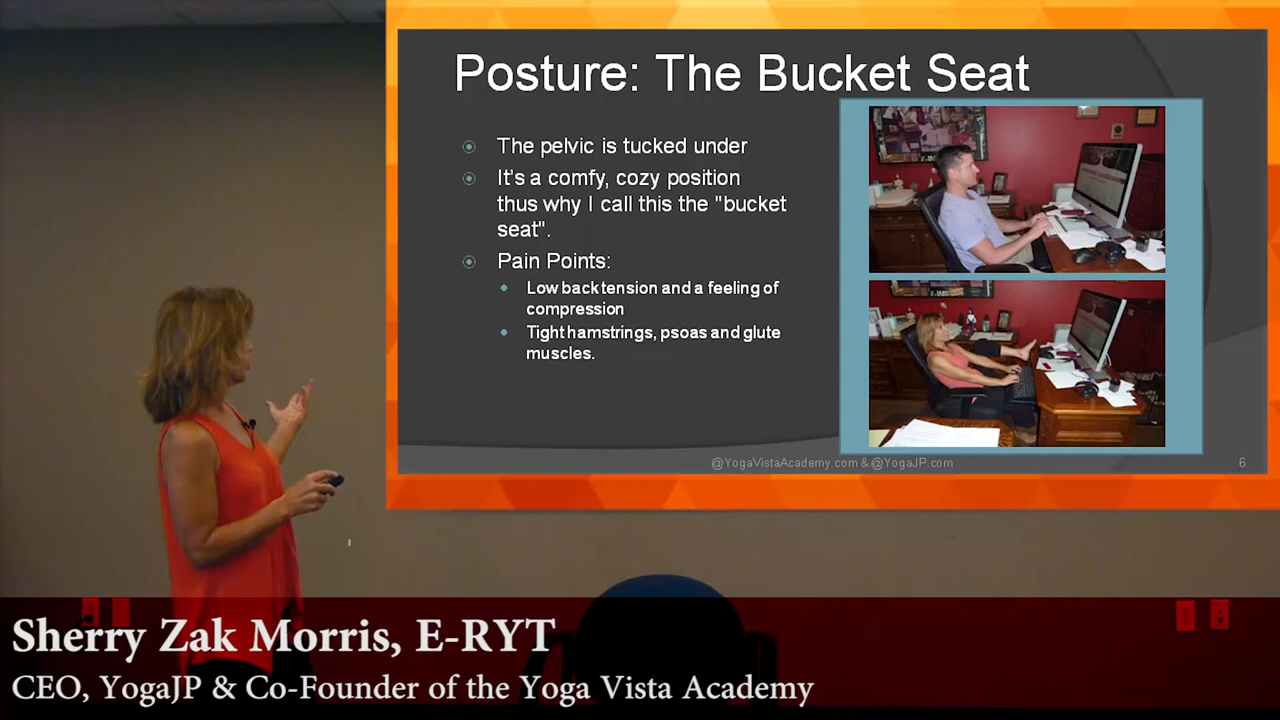 Posture: The Bucket Seat
The pelvic is tucked under
It's a comfy, cozy position
thus why I call this the "bucket
seat".
Pain Points:
Low back tension and a feeling of
compression
Tight hamstrings, psoas and glute
muscles.
@YogaVistaAcademy.com & @YogaJP.com
6
Sherry Zak Morris, E-RYT
CEO, YogaJP & Co-Founder of the Yoga Vista Academy